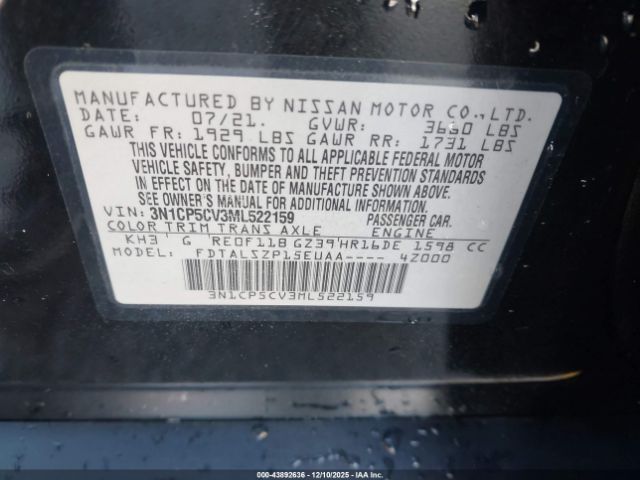 MANUFACTURED BY NISSAN MOTOR CO.,LTD.
DATE: 07/21. GVWR: 3660 LBS
GAWR FR: 1929 LBS GAWR RR: 1731 LBS
THIS VEHICLE CONFORMS TO ALL APPLICABLE FEDERAL MOTOR
VEHICLE SAFETY, BUMPER AND THEFT PREVENTION STANDARDS
IN EFFECT ON THE DATE OF MANUFACTURE SHOWN ABOVE.
SEE OWNER'S MANUAL FOR ADDITIONAL INFORMATION
VIN: 3N1CP5CV3ML522159 PASSENGER CAR.
COLOR TRIM TRANS AXLE ENGINE
KH3 G RE0F11B GZ39 HR16DE 1598 CC
MODEL: FDTALSZP15EUAA---- 4Z000
3N1CP5CV3ML522159
000-43892636 - 12/10/2025 - IAAI.COM